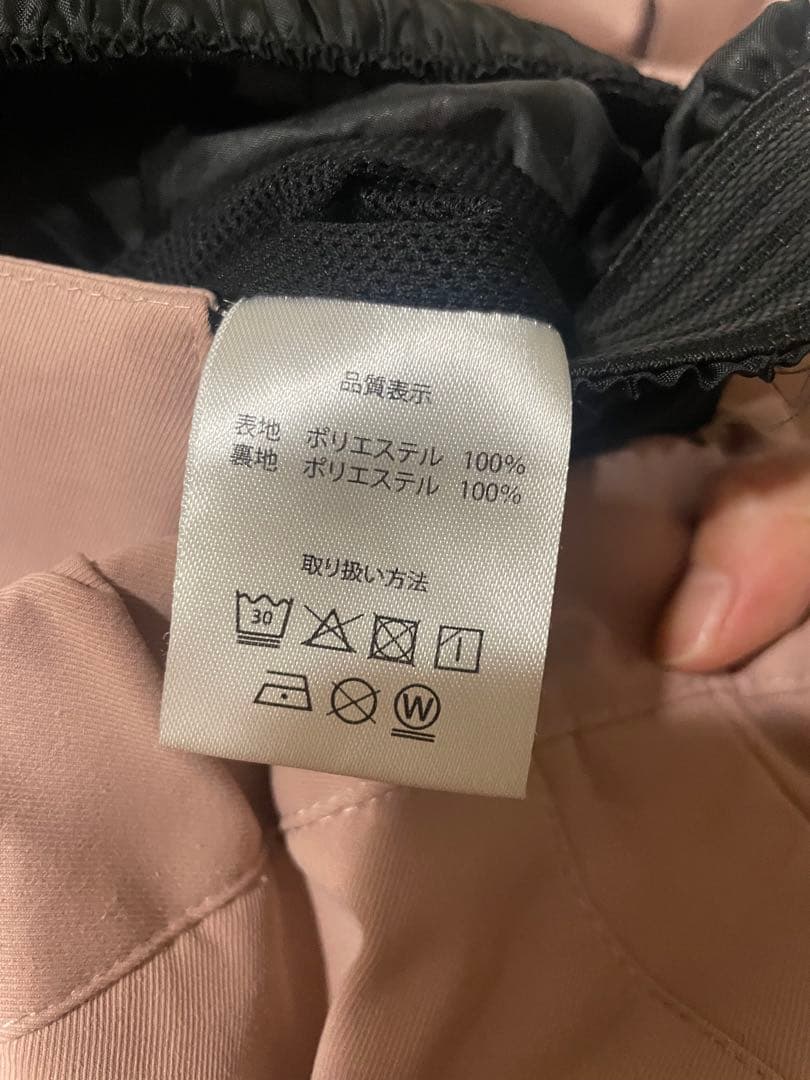 品質表示
表地 ポリエステル 100%
裏地 ポリエステル 100%
取り扱い方法
30
W